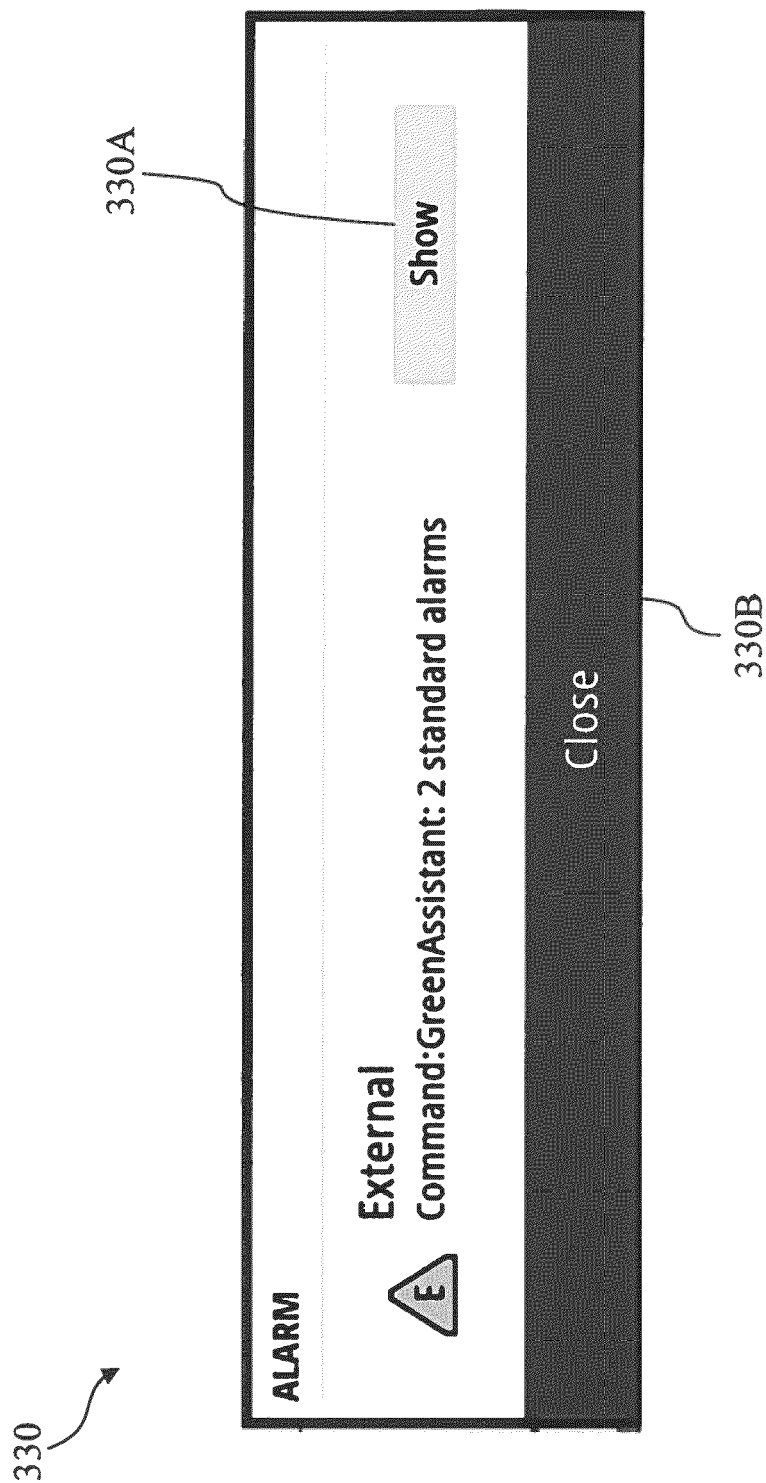 330
330A
ALARM
E
External
Command:GreenAssistant: 2 standard alarms
Show
Close
330B